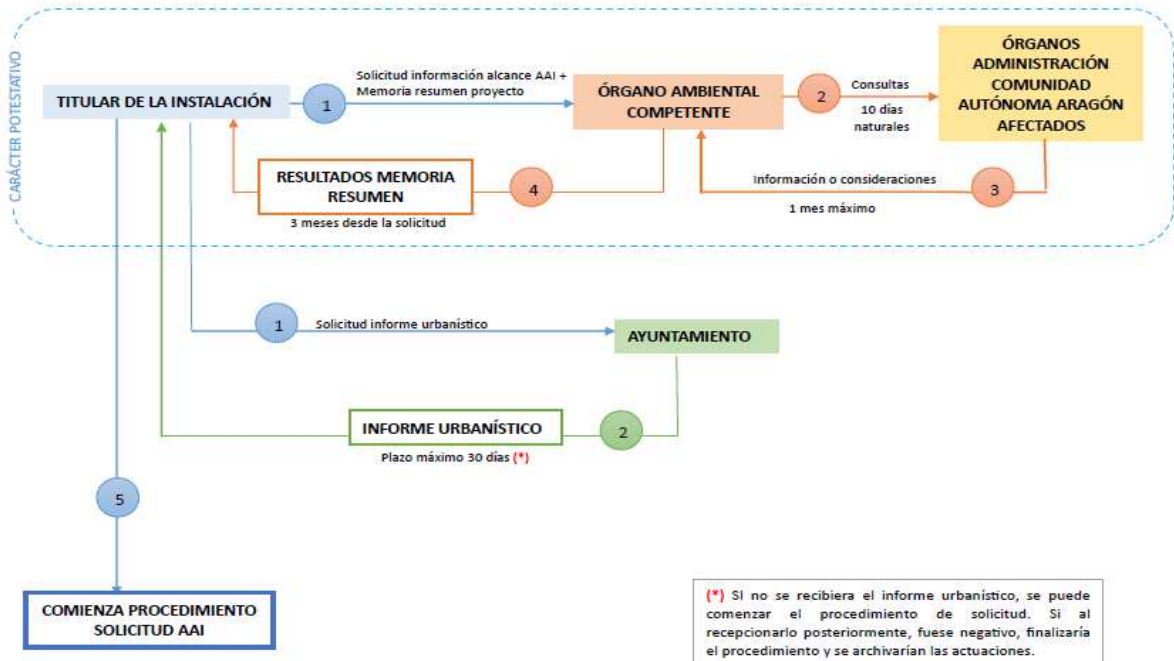 CARÁCTER POTESTATIVO
TITULAR DE LA INSTALACIÓN
1
Solicitud información alcance AAI +
Memoria resumen proyecto
ÓRGANO AMBIENTAL
COMPETENTE
2
Consultas
10 días
naturales
ÓRGANOS
ADMINISTRACIÓN
COMUNIDAD
AUTÓNOMA ARAGÓN
AFECTADOS
Información o consideraciones
3
1 mes máximo
RESULTADOS MEMORIA
RESUMEN
4
3 meses desde la solicitud
1
Solicitud informe urbanístico
AYUNTAMIENTO
INFORME URBANÍSTICO
2
Plazo máximo 30 días (*)
5
COMIENZA PROCEDIMIENTO
SOLICITUD AAI
(*) SI no se recibiera el informe urbanístico, se puede
comenzar el procedimiento de solicitud. Si al
recepcionarlo posteriormente, fuese negativo, finalizaría
el procedimiento y se archivarían las actuaciones.